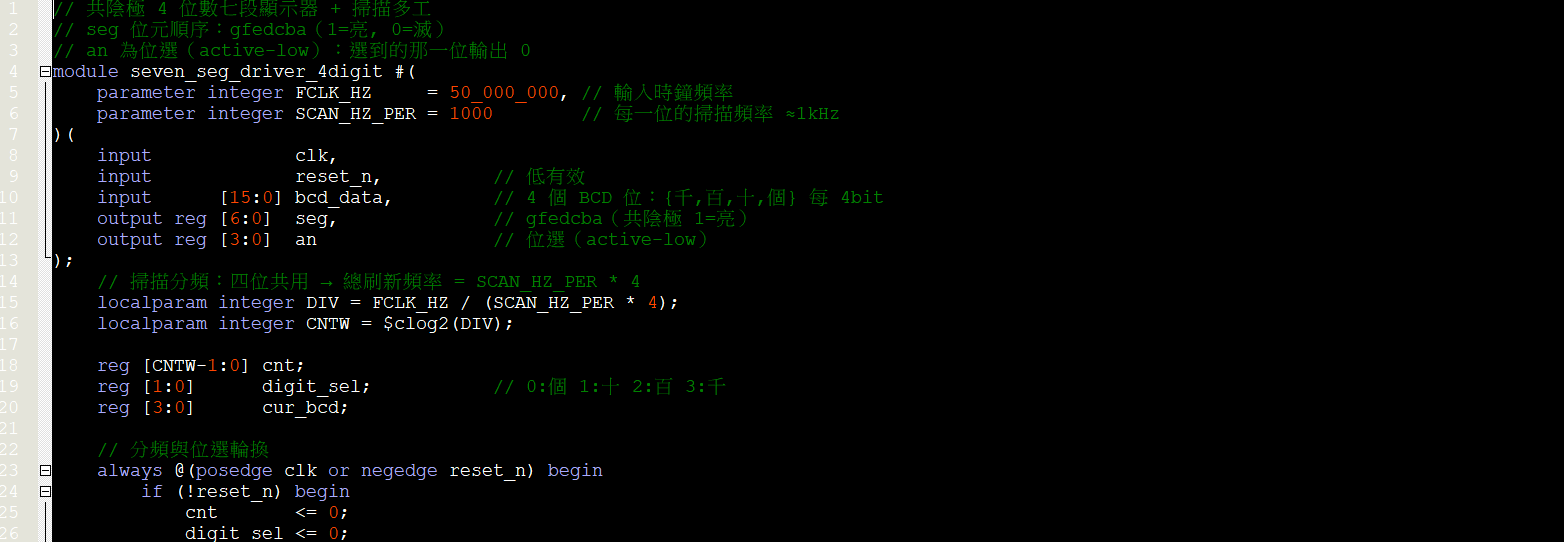 1 // 共陰極 4 位數七段顯示器 + 掃描多工
2 // seg 位元順序：gfedcba（1=亮, 0=滅）
3 // an 為位選（active-low）：選到的那一位輸出 0
4 module seven_seg_driver_4digit #(
5     parameter integer FCLK_HZ     = 50_000_000, // 輸入時鐘頻率
6     parameter integer SCAN_HZ_PER = 1000        // 每一位的掃描頻率 ≈1kHz
7 )(
8     input             clk,
9     input             reset_n,          // 低有效
10     input      [15:0] bcd_data,         // 4 個 BCD 位：{千,百,十,個} 每 4bit
11     output reg [6:0]  seg,              // gfedcba（共陰極 1=亮）
12     output reg [3:0]  an                // 位選（active-low）
13 );
14     // 掃描分頻：四位共用 → 總刷新頻率 = SCAN_HZ_PER * 4
15     localparam integer DIV = FCLK_HZ / (SCAN_HZ_PER * 4);
16     localparam integer CNTW = $clog2(DIV);
17
18     reg [CNTW-1:0] cnt;
19     reg [1:0]      digit_sel;           // 0:個 1:十 2:百 3:千
20     reg [3:0]      cur_bcd;
21
22     // 分頻與位選輪換
23     always @(posedge clk or negedge reset_n) begin
24         if (!reset_n) begin
25             cnt       <= 0;
26             digit_sel <= 0;